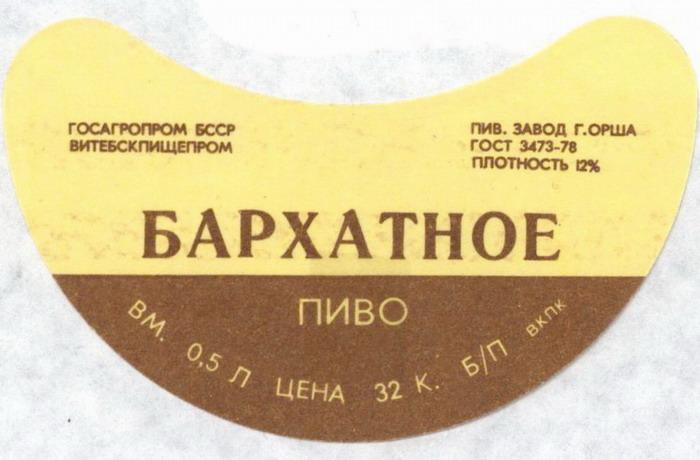 ГОСАГРОПРОМ БССР
ВИТЕБСКПИЩЕПРОМ
ПИВ. ЗАВОД Г.ОРША
ГОСТ 3473-78
ПЛОТНОСТЬ 12%
БАРХАТНОЕ
ПИВО
ВМ. 0,5 Л ЦЕНА 32 К. Б/П ВКПК